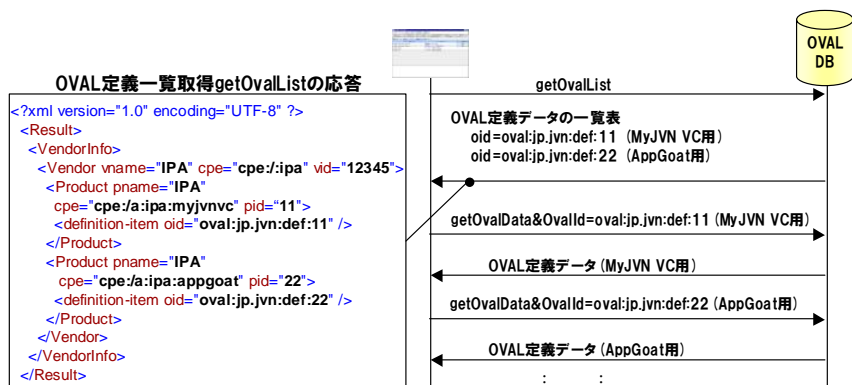 OVAL定義一覧取得getOvalListの応答
<?xml version="1.0" encoding="UTF-8" ?>
<Result>
<VendorInfo>
<Vendor vname="IPA" cpe="cpe:/:ipa" vid="12345">
<Product pname="IPA"
cpe="cpe:/a:ipa:myjvnvc" pid="11">
<definition-item oid="oval:jp.jvn:def:11" />
</Product>
<Product pname="IPA"
cpe="cpe:/a:ipa:appgoat" pid="22">
<definition-item oid="oval:jp.jvn:def:22" />
</Product>
</Vendor>
</VendorInfo>
</Result>
OVAL
DB
getOvalList
OVAL定義データの一覧表
oid=oval:jp.jvn:def:11 (MyJVN VC用)
oid=oval:jp.jvn:def:22 (AppGoat用)
getOvalData&OvalId=oval:jp.jvn:def:11 (MyJVN VC用)
OVAL定義データ(MyJVN VC用)
getOvalData&OvalId=oval:jp.jvn:def:22 (AppGoat用)
OVAL定義データ(AppGoat用)
: :